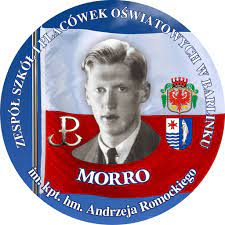 ZESPÓŁ SZKÓŁ I PLACÓWEK OŚWIATOWYCH W BARLINKU
MORRO
im. kpt. hm. Andrzeja Romockiego